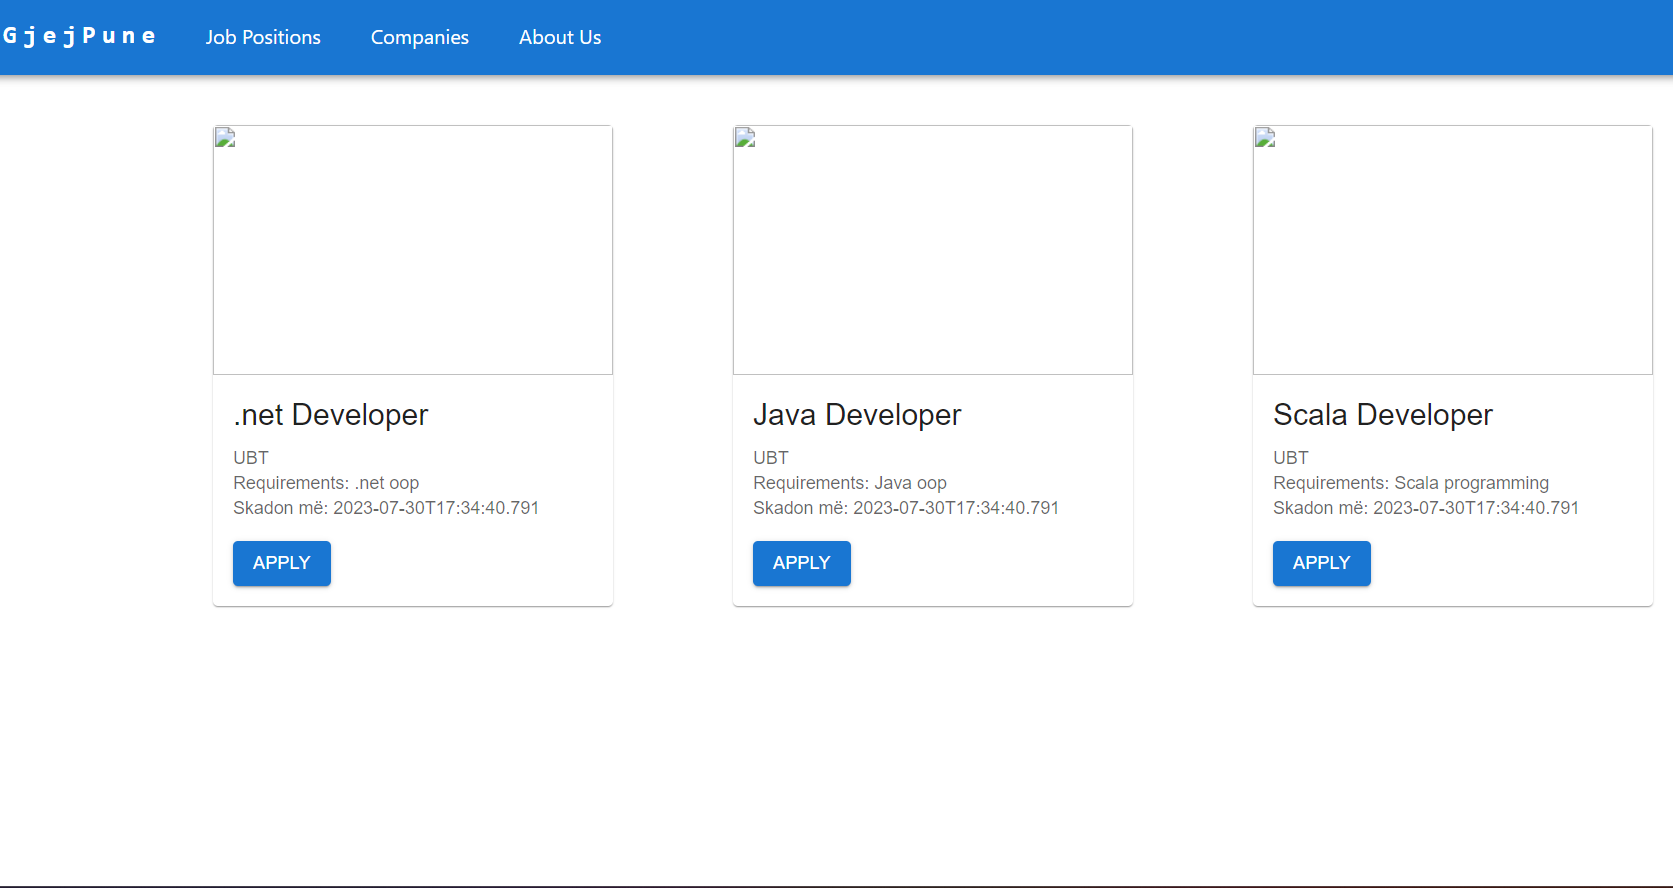 GjejPune Job Positions Companies About Us
.net Developer
UBT
Requirements: .net oop
Skadon më: 2023-07-30T17:34:40.791
APPLY
Java Developer
UBT
Requirements: Java oop
Skadon më: 2023-07-30T17:34:40.791
APPLY
Scala Developer
UBT
Requirements: Scala programming
Skadon më: 2023-07-30T17:34:40.791
APPLY